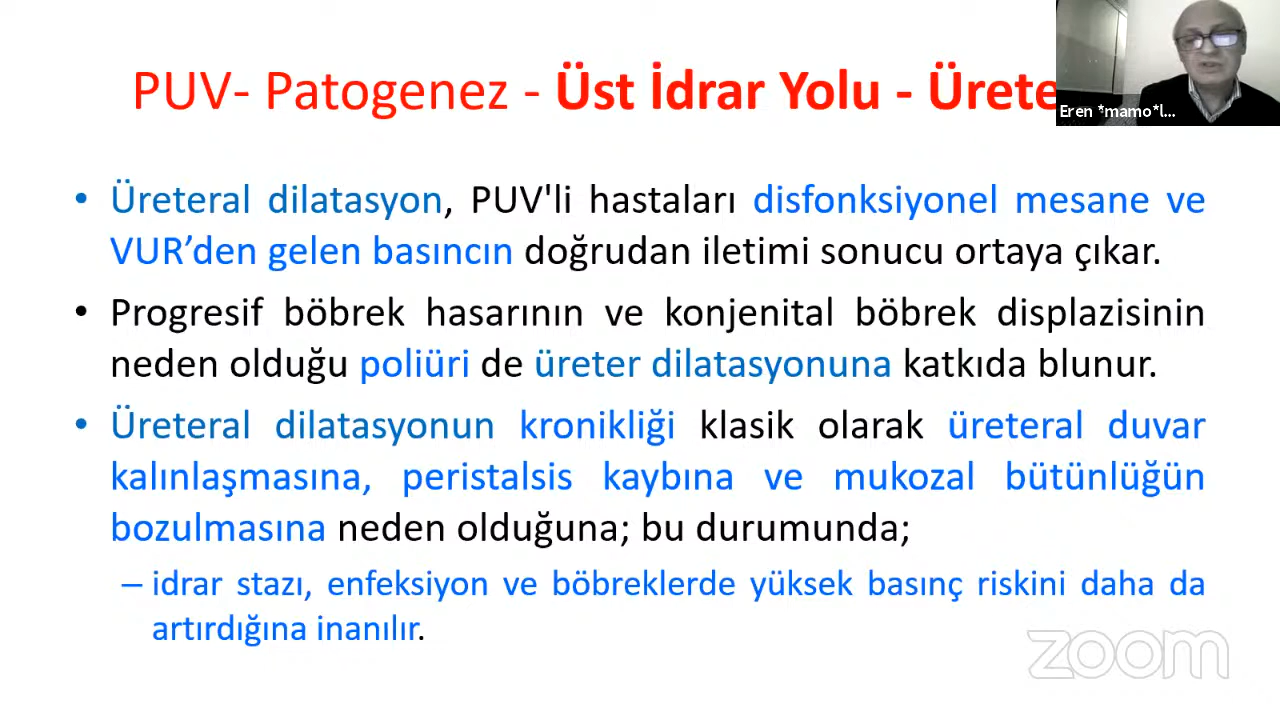 PUV- Patogenez - Üst İdrar Yolu - Ürete
Eren *mamo*l...
• Üreteral dilatasyon, PUV'li hastaları disfonksiyonel mesane ve
VUR’den gelen basıncın doğrudan iletimi sonucu ortaya çıkar.
• Progresif böbrek hasarının ve konjenital böbrek displazisinin
neden olduğu poliüri de üreter dilatasyonuna katkıda blunur.
• Üreteral dilatasyonun kronikliği klasik olarak üreteral duvar
kalınlaşmasına, peristalsis kaybına ve mukozal bütünlüğün
bozulmasına neden olduğuna; bu durumunda;
– idrar stazı, enfeksiyon ve böbreklerde yüksek basınç riskini daha da
artırdığına inanılır.
zoom